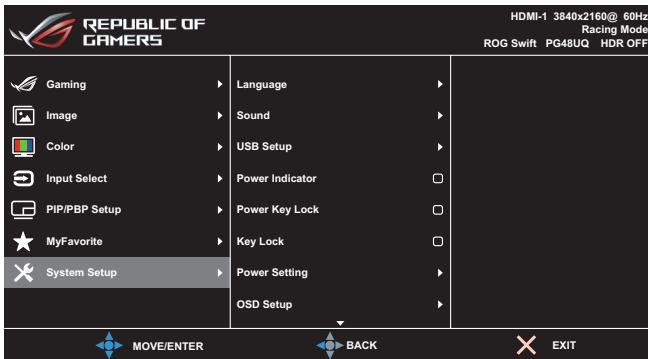 REPUBLIC OF
GAMERS
HDMI-1 3840x2160@ 60Hz
Racing Mode
ROG Swift PG48UQ HDR OFF
Gaming
Image
Color
Input Select
PIP/PBP Setup
MyFavorite
System Setup
Language
Sound
USB Setup
Power Indicator
Power Key Lock
Key Lock
Power Setting
OSD Setup
MOVE/ENTER
BACK
EXIT